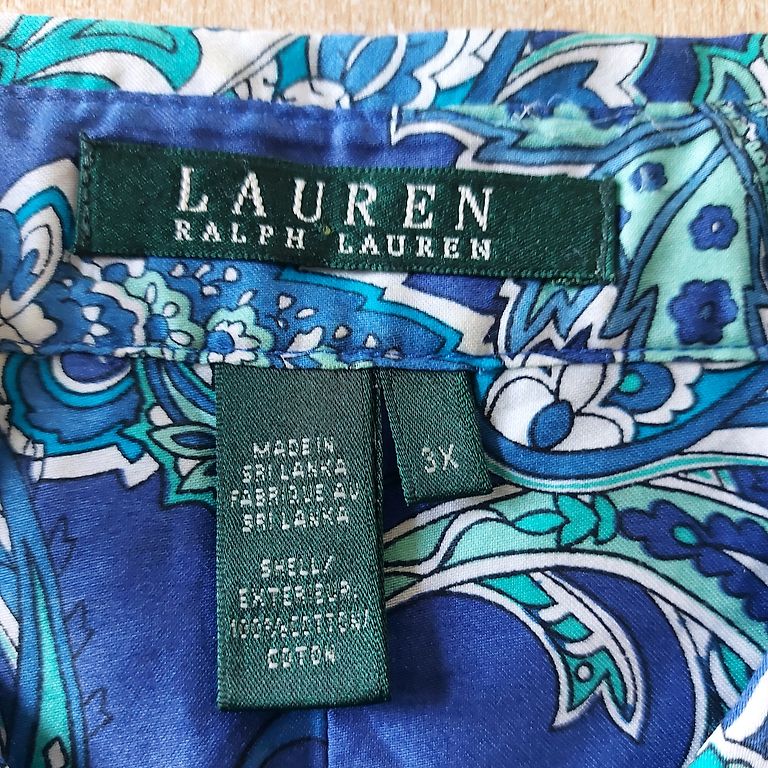 LAUREN
RALPH LAUREN
MADE IN
SRI LANKA
FABRIQUE AU
SRI LANKA
SHELL/
EXTERIEUR:
100% COTTON/
COTON
3X